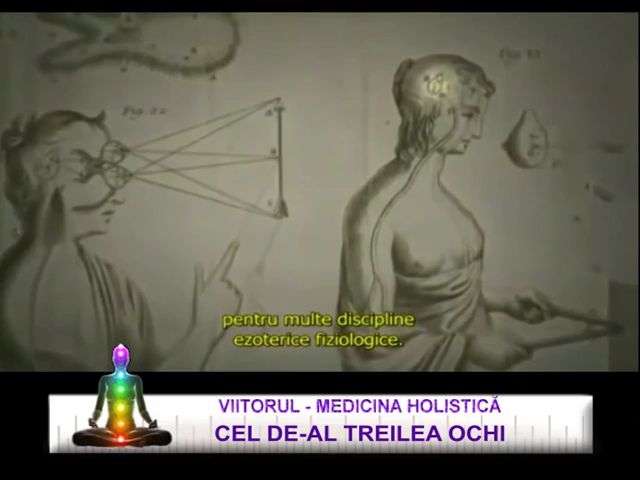 pentru multe discipline
ezoterice fiziologice.
VIITORUL - MEDICINA HOLISTICĂ
CEL DE-AL TREILEA OCHI